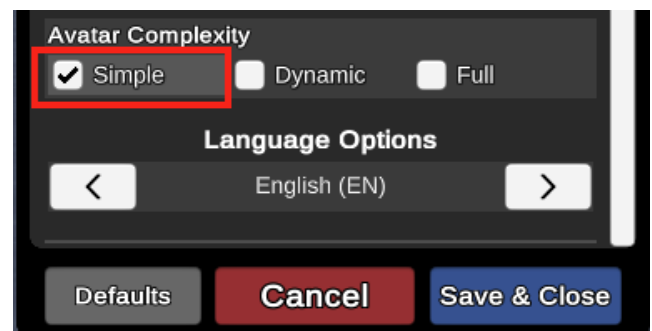 Avatar Complexity
Simple Dynamic Full
Language Options
English (EN)
Defaults Cancel Save & Close